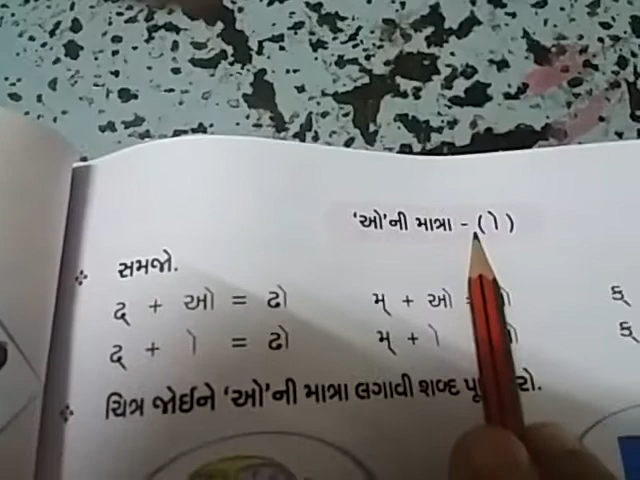 ‘ઓ’ની માત્રા - (ો)
સમજો.
ઢ્ + ઓ = ઢો મ્ + ઓ ક્
ઢ્ + ો = ઢો મ્ + ો ક્
ચિત્ર જોઈને ‘ઓ’ની માત્રા લગાવી શબ્દ